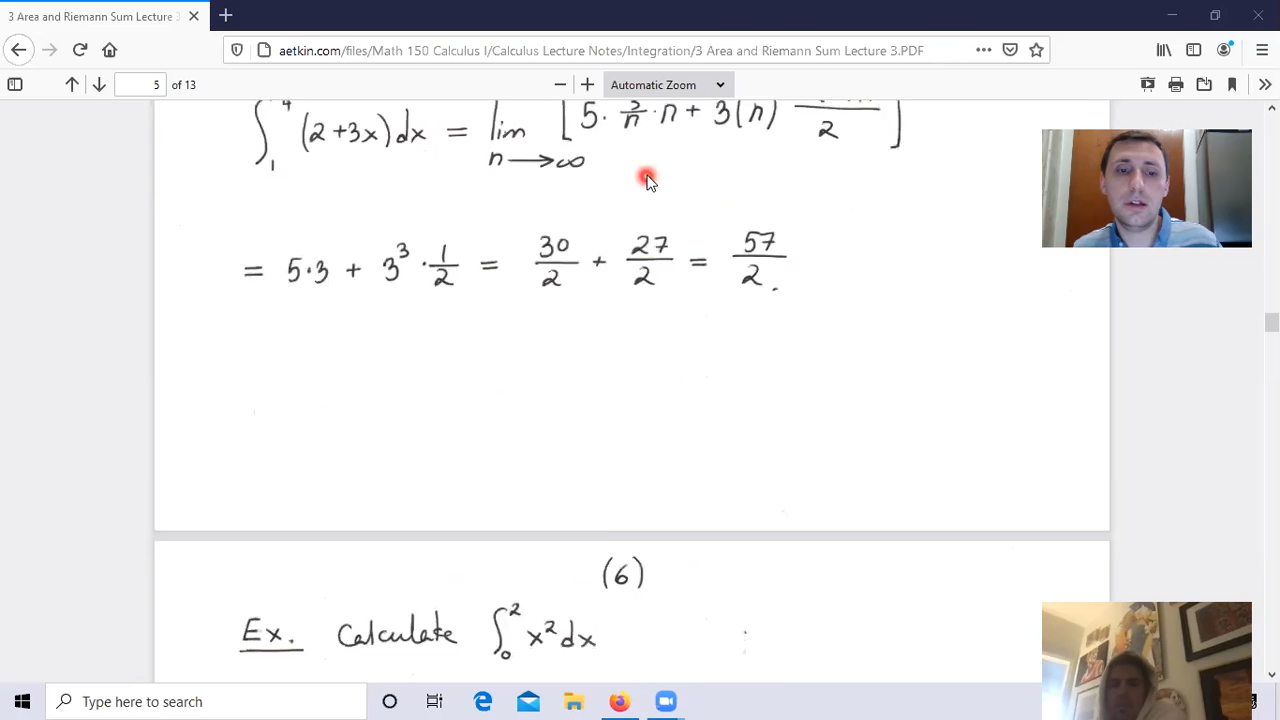 3 Area and Riemann Sum Lecture 3
aetkin.com/files/Math 150 Calculus I/Calculus Lecture Notes/Integration/3 Area and Riemann Sum Lecture 3.PDF
5 of 13 Automatic Zoom
∫₁⁴ (2+3x)dx = lim n→∞ [5 · 3/n · n + 3(n) 2]
= 5·3 + 3³ · 1/2 = 30/2 + 27/2 = 57/2.
(6)
Ex. Calculate ∫₀² x² dx
Type here to search